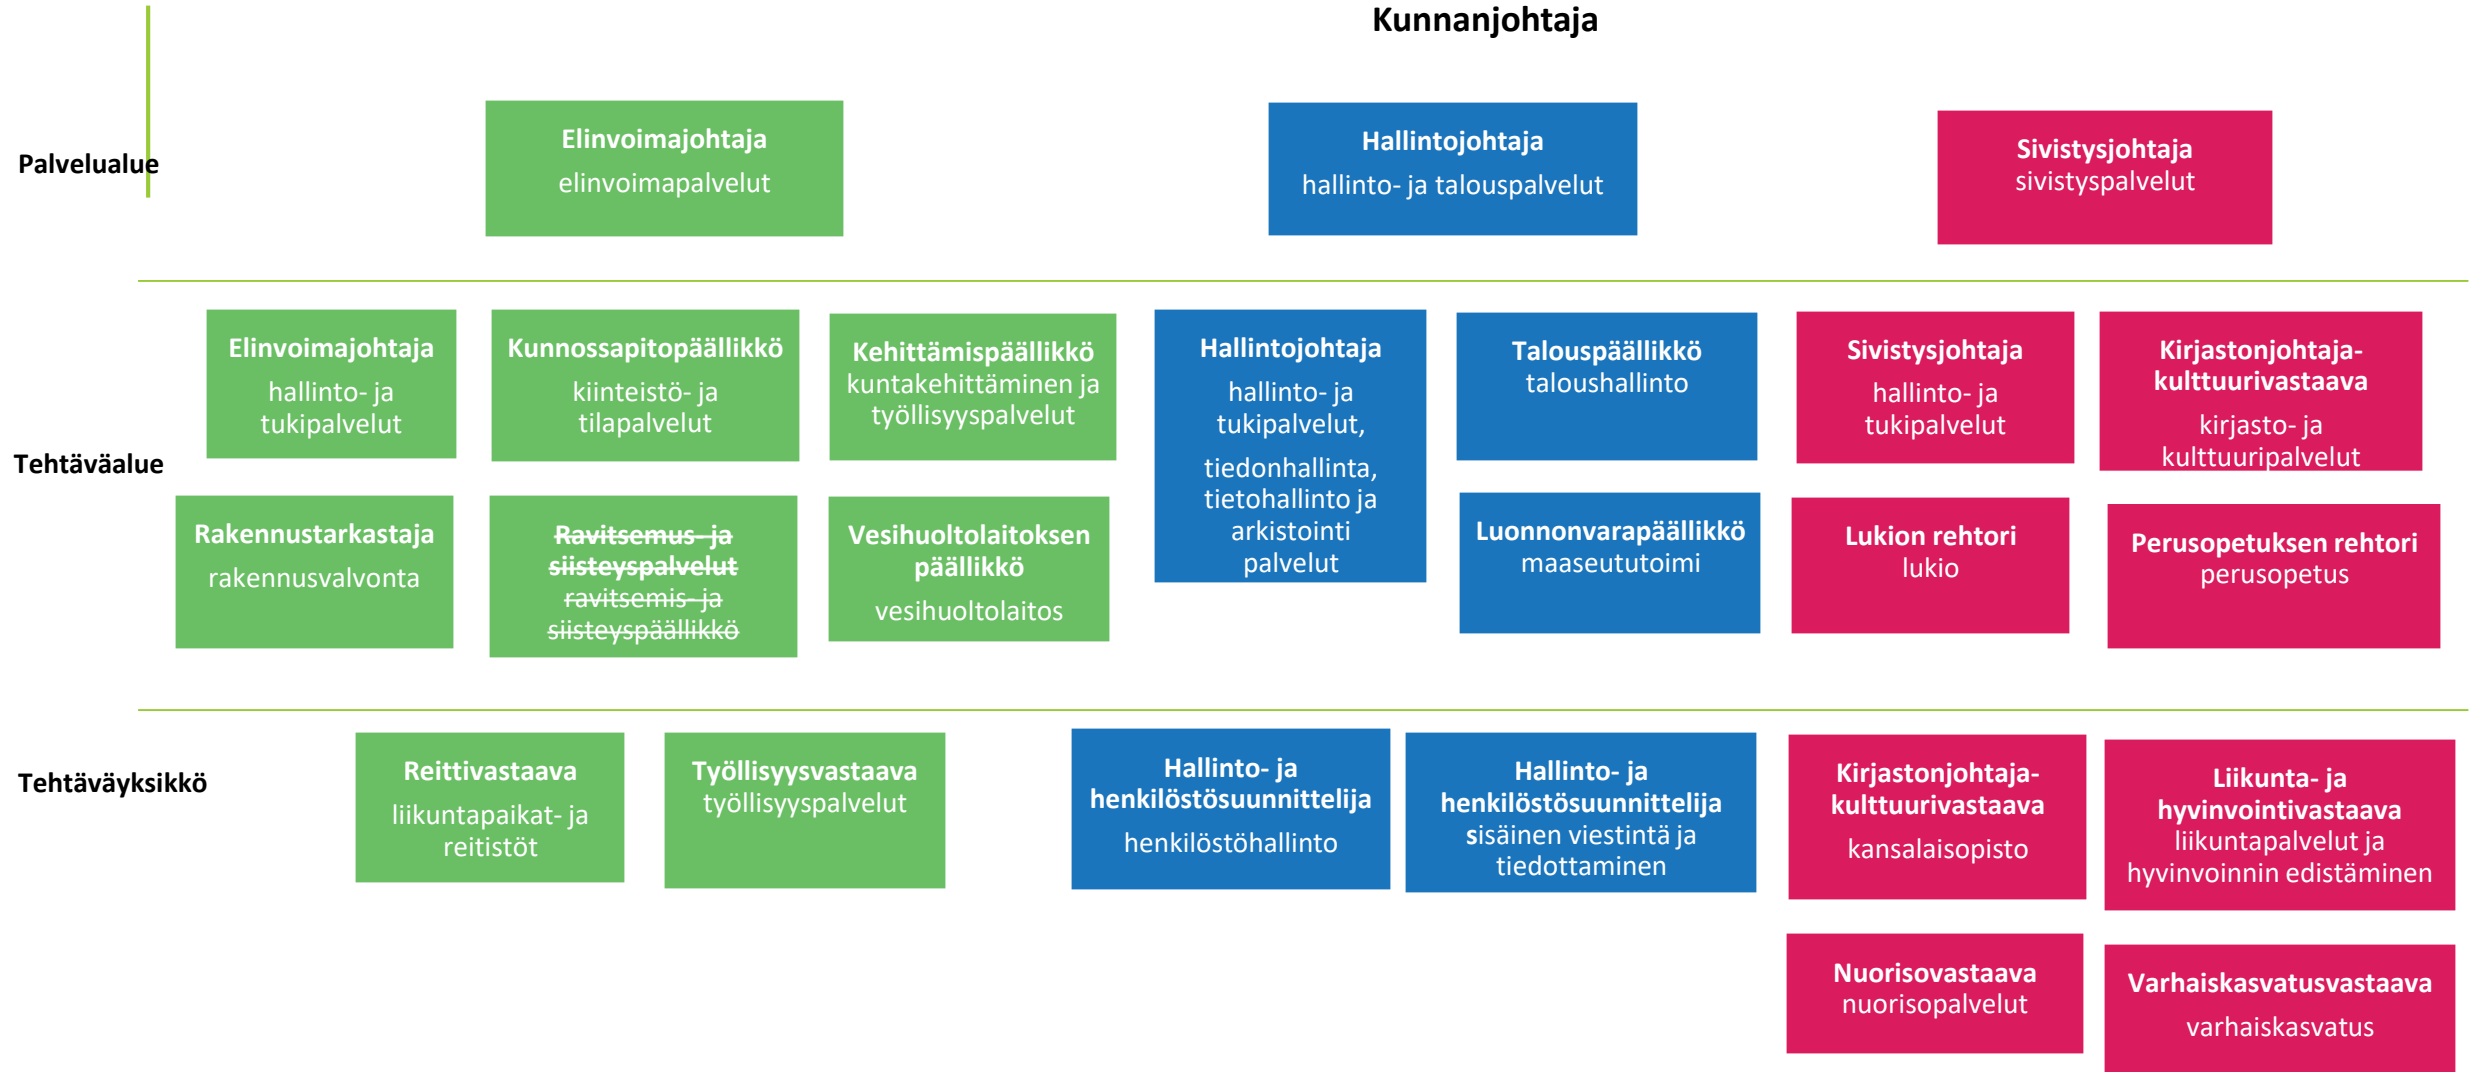 Kunnanjohtaja
Palvelualue
Elinvoimajohtaja
elinvoimapalvelut
Hallintojohtaja
hallinto- ja talouspalvelut
Sivistysjohtaja
sivistyspalvelut
Tehtäväalue
Elinvoimajohtaja
hallinto- ja
tukipalvelut
Kunnossapitopäällikkö
kiinteistö- ja
tilapalvelut
Kehittämispäällikkö
kuntakehittäminen ja
työllisyyspalvelut
Hallintojohtaja
hallinto- ja
tukipalvelut,
tiedonhallinta,
tietohallinto ja
arkistointi
palvelut
Talouspäällikkö
taloushallinto
Sivistysjohtaja
hallinto- ja
tukipalvelut
Kirjastonjohtaja-
kulttuurivastaava
kirjasto- ja
kulttuuripalvelut
Rakennustarkastaja
rakennusvalvonta
Ravitsemus- ja
siisteyspalvelut
ravitsemis- ja
siisteyspäällikkö
Vesihuoltolaitoksen
päällikkö
vesihuoltolaitos
Luonnonvarapäällikkö
maaseututoimi
Lukion rehtori
lukio
Perusopetuksen rehtori
perusopetus
Tehtäväyksikkö
Reittivastaava
liikuntapaikat- ja
reitistöt
Työllisyysvastaava
työllisyyspalvelut
Hallinto- ja
henkilöstösuunnittelija
henkilöstöhallinto
Hallinto- ja
henkilöstösuunnittelija
sisäinen viestintä ja
tiedottaminen
Kirjastonjohtaja-
kulttuurivastaava
kansalaisopisto
Liikunta- ja
hyvinvointivastaava
liikuntapalvelut ja
hyvinvoinnin edistäminen
Nuorisovastaava
nuorisopalvelut
Varhaiskasvatusvastaava
varhaiskasvatus